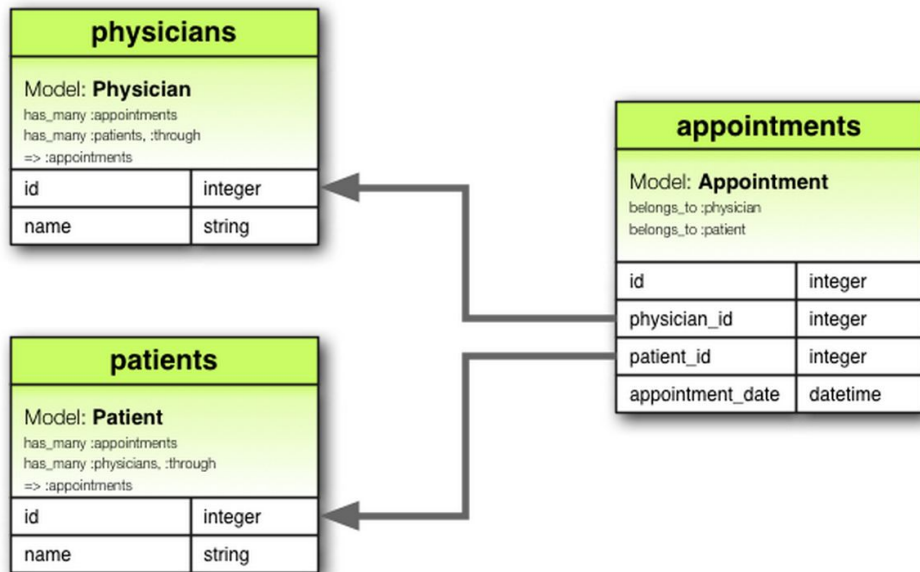 physicians
Model: Physician
has_many :appointments
has_many :patients, :through
=> :appointments
id integer
name string
appointments
Model: Appointment
belongs_to :physician
belongs_to :patient
id integer
physician_id integer
patient_id integer
appointment_date datetime
patients
Model: Patient
has_many :appointments
has_many :physicians, :through
=> :appointments
id integer
name string